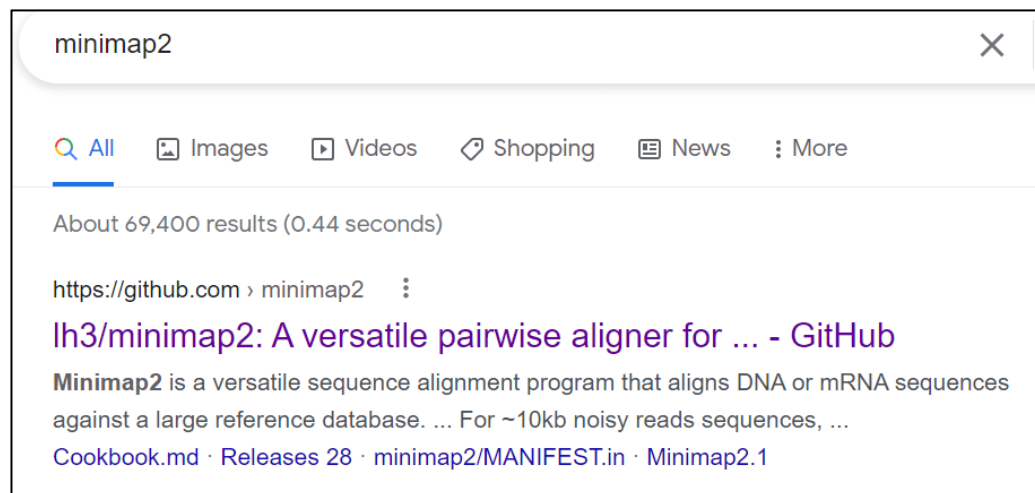 minimap2
All Images Videos Shopping News More
About 69,400 results (0.44 seconds)
https://github.com › minimap2
lh3/minimap2: A versatile pairwise aligner for ... - GitHub
Minimap2 is a versatile sequence alignment program that aligns DNA or mRNA sequences
against a large reference database. ... For ~10kb noisy reads sequences, ...
Cookbook.md · Releases 28 · minimap2/MANIFEST.in · Minimap2.1